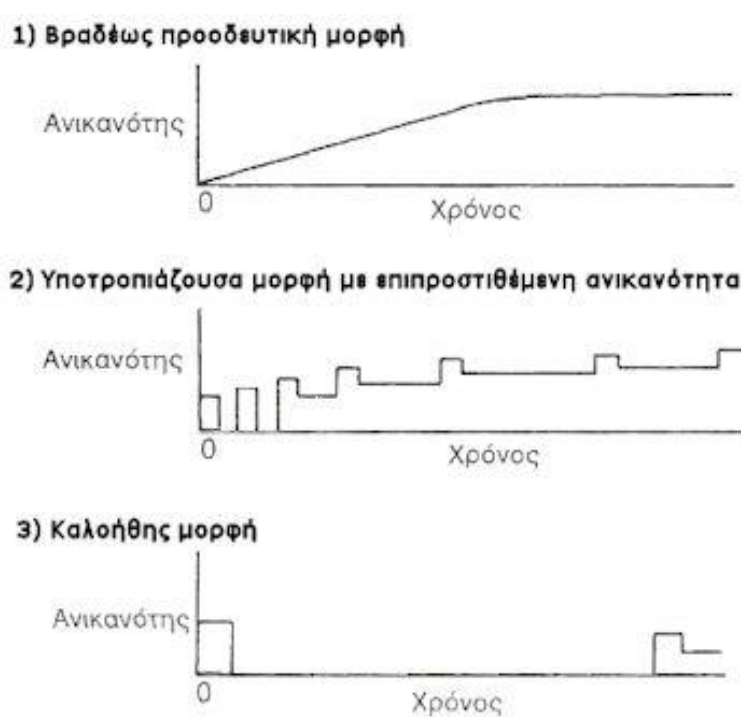 1) Βραδέως προοδευτική μορφή
Ανικανότης
0
Χρόνος
2) Υποτροπιάζουσα μορφή με επιπροστιθέμενη ανικανότητα
Ανικανότης
0
Χρόνος
3) Καλοήθης μορφή
Ανικανότης
0
Χρόνος